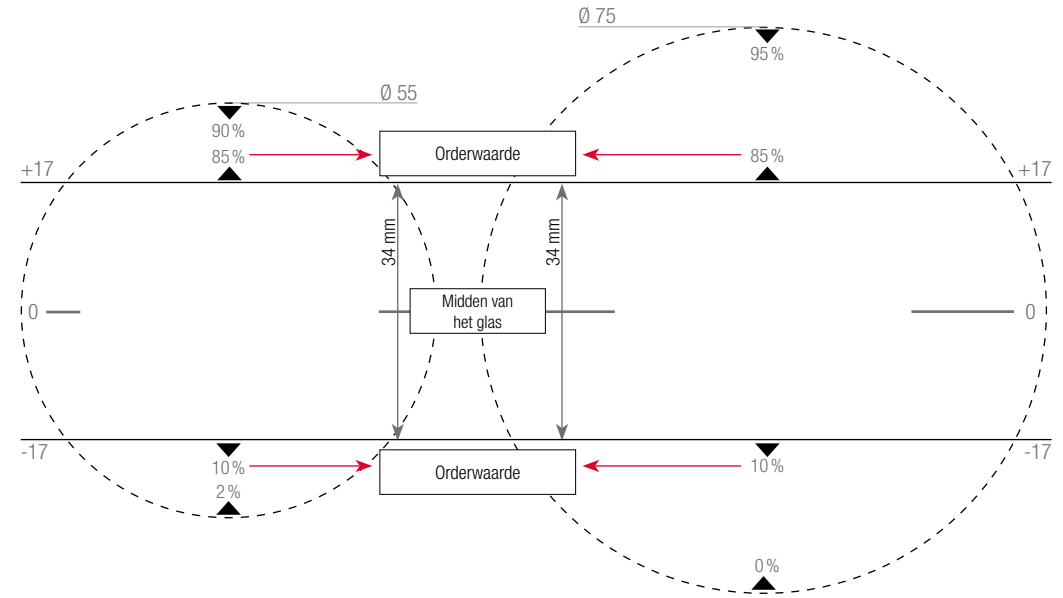 Ø 75
95 %
Ø 55
90 %
85 %
Orderwaarde
85 %
+17
+17
34 mm
34 mm
0
Midden van
het glas
0
-17
-17
10 %
Orderwaarde
10 %
2 %
0 %